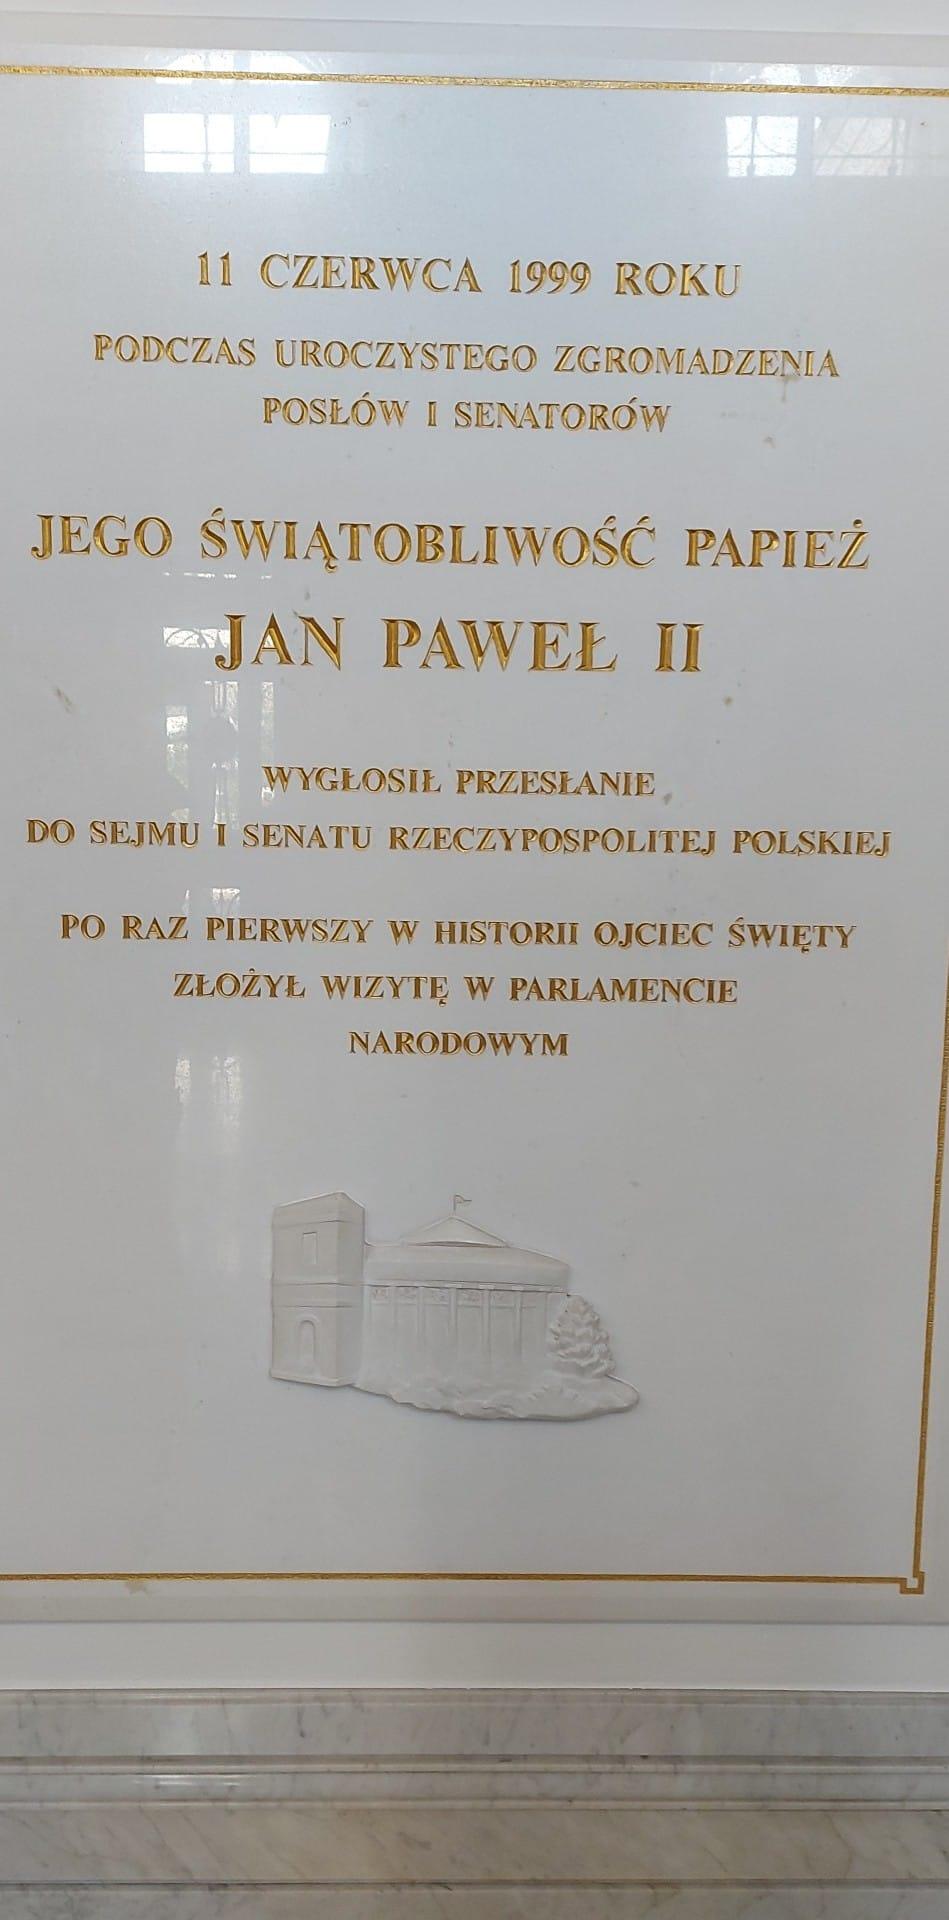 11 CZERWCA 1999 ROKU
PODCZAS UROCZYSTEGO ZGROMADZENIA
POSŁÓW I SENATORÓW
JEGO ŚWIĄTOBLIWOŚĆ PAPIEŻ
JAN PAWEŁ II
WYGŁOSIŁ PRZESŁANIE
DO SEJMU I SENATU RZECZYPOSPOLITEJ POLSKIEJ
PO RAZ PIERWSZY W HISTORII OJCIEC ŚWIĘTY
ZŁOŻYŁ WIZYTĘ W PARLAMENCIE
NARODOWYM